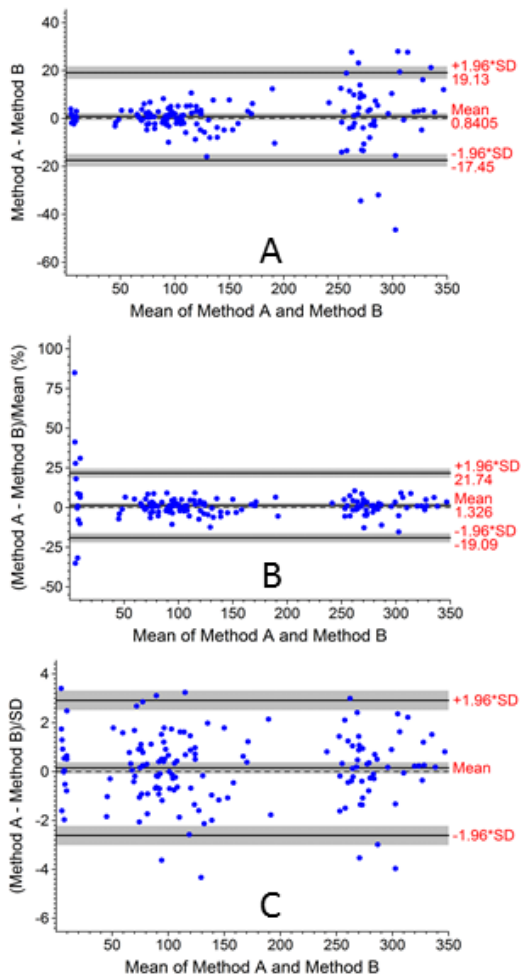 Method A - Method B
40
20
0
-20
-40
-60
+1.96*SD
19.13
Mean
0.8405
-1.96*SD
-17.45
A
50 100 150 200 250 300 350
Mean of Method A and Method B
(Method A - Method B)/Mean (%)
100
75
50
25
0
-25
-50
+1.96*SD
21.74
Mean
1.326
-1.96*SD
-19.09
B
50 100 150 200 250 300 350
Mean of Method A and Method B
(Method A - Method B)/SD
4
2
0
-2
-4
-6
+1.96*SD
Mean
-1.96*SD
C
50 100 150 200 250 300 350
Mean of Method A and Method B